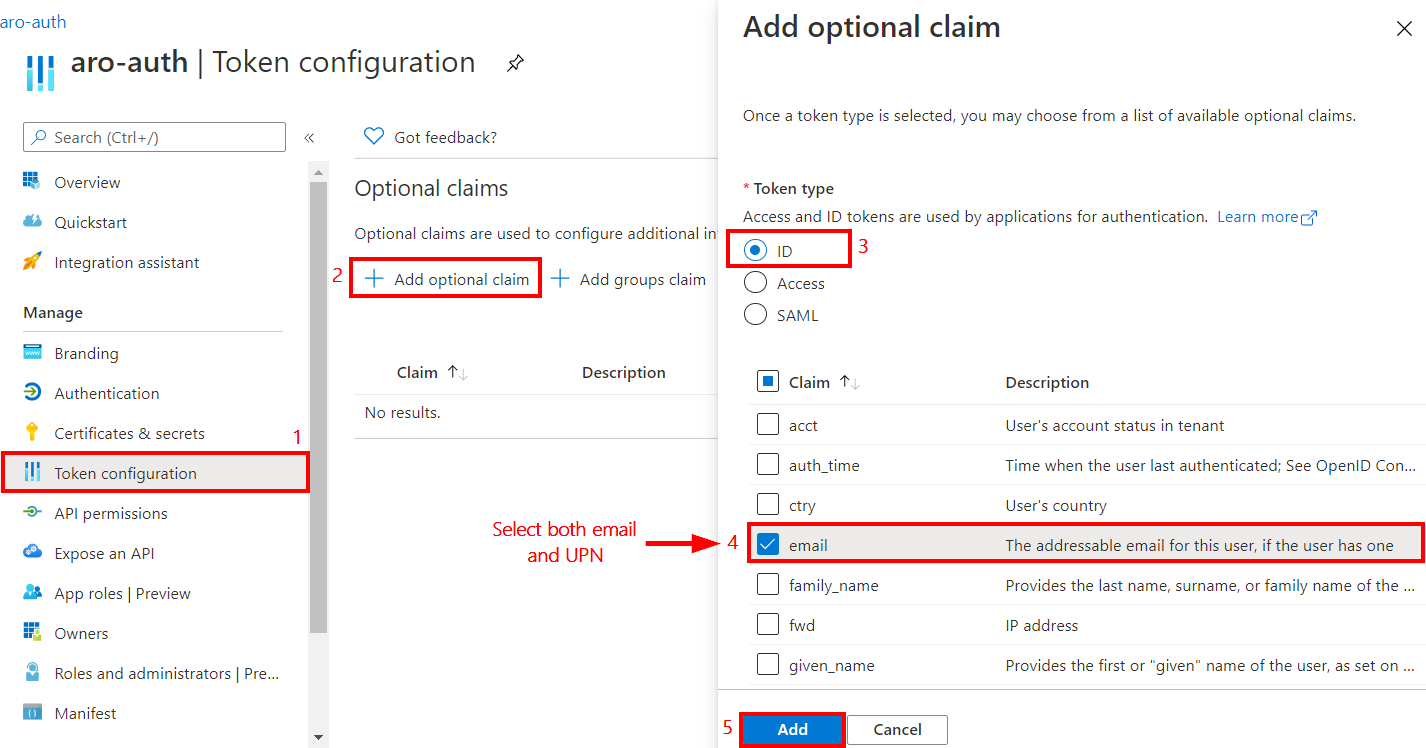 aro-auth
aro-auth | Token configuration
Search (Ctrl+/)
«
Overview
Quickstart
Integration assistant
Manage
Branding
Authentication
Certificates & secrets
1
Token configuration
API permissions
Expose an API
App roles | Preview
Owners
Roles and administrators | Pre...
Manifest
Got feedback?
Optional claims
Optional claims are used to configure additional in
2
Add optional claim
Add groups claim
Claim
Description
No results.
Select both email
and UPN
Add optional claim
Once a token type is selected, you may choose from a list of available optional claims.
* Token type
Access and ID tokens are used by applications for authentication. Learn more
ID
3
Access
SAML
Claim Description
acct User's account status in tenant
auth_time Time when the user last authenticated; See OpenID Con...
ctry User's country
4 email The addressable email for this user, if the user has one
family_name Provides the last name, surname, or family name of the ...
fwd IP address
given_name Provides the first or "given" name of the user, as set on ...
5 Add Cancel